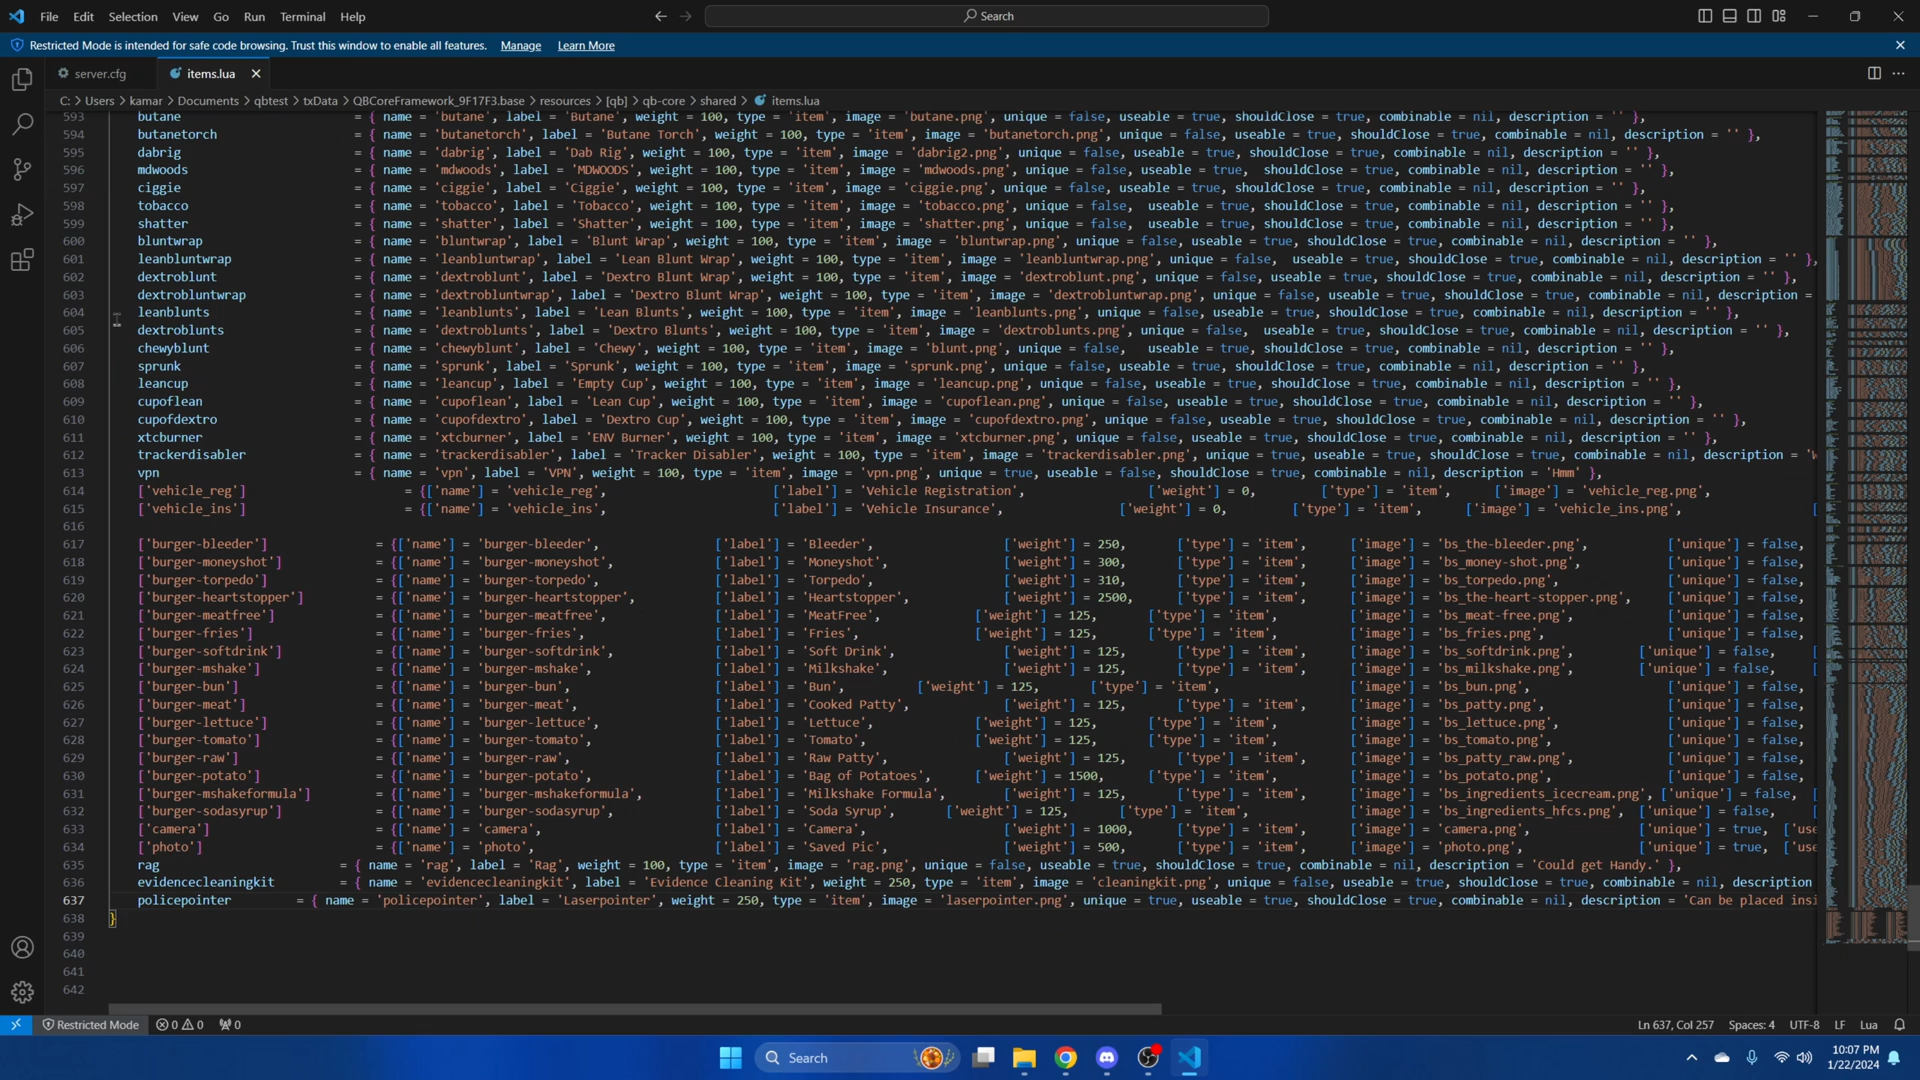 File Edit Selection View Go Run Terminal Help Search
Restricted Mode is intended for safe code browsing. Trust this window to enable all features. Manage Learn More
server.cfg items.lua
C: > Users > kamar > Documents > qbtest > txData > QBCoreFramework_9F17F3.base > resources > [qb] > qb-core > shared > items.lua
593 butane = { name = 'butane', label = 'Butane', weight = 100, type = 'item', image = 'butane.png', unique = false, useable = true, shouldClose = true, combinable = nil, description = '' },
594 butanetorch = { name = 'butanetorch', label = 'Butane Torch', weight = 100, type = 'item', image = 'butanetorch.png', unique = false, useable = true, shouldClose = true, combinable = nil, description = '' },
595 dabrig = { name = 'dabrig', label = 'Dab Rig', weight = 100, type = 'item', image = 'dabrig2.png', unique = false, useable = true, shouldClose = true, combinable = nil, description = '' },
596 mdwoods = { name = 'mdwoods', label = 'MDWOODS', weight = 100, type = 'item', image = 'mdwoods.png', unique = false, useable = true, shouldClose = true, combinable = nil, description = '' },
597 ciggie = { name = 'ciggie', label = 'Ciggie', weight = 100, type = 'item', image = 'ciggie.png', unique = false, useable = true, shouldClose = true, combinable = nil, description = '' },
598 tobacco = { name = 'tobacco', label = 'Tobacco', weight = 100, type = 'item', image = 'tobacco.png', unique = false, useable = true, shouldClose = true, combinable = nil, description = '' },
599 shatter = { name = 'shatter', label = 'Shatter', weight = 100, type = 'item', image = 'shatter.png', unique = false, useable = true, shouldClose = true, combinable = nil, description = '' },
600 bluntwrap = { name = 'bluntwrap', label = 'Blunt Wrap', weight = 100, type = 'item', image = 'bluntwrap.png', unique = false, useable = true, shouldClose = true, combinable = nil, description = '' },
601 leanbluntwrap = { name = 'leanbluntwrap', label = 'Lean Blunt Wrap', weight = 100, type = 'item', image = 'leanbluntwrap.png', unique = false, useable = true, shouldClose = true, combinable = nil, description = '' },
602 dextroblunt = { name = 'dextroblunt', label = 'Dextro Blunt Wrap', weight = 100, type = 'item', image = 'dextroblunt.png', unique = false, useable = true, shouldClose = true, combinable = nil, description = '' },
603 dextrobluntwrap = { name = 'dextrobluntwrap', label = 'Dextro Blunt Wrap', weight = 100, type = 'item', image = 'dextrobluntwrap.png', unique = false, useable = true, shouldClose = true, combinable = nil, description =
604 leanblunts = { name = 'leanblunts', label = 'Lean Blunts', weight = 100, type = 'item', image = 'leanblunts.png', unique = false, useable = true, shouldClose = true, combinable = nil, description = '' },
605 dextroblunts = { name = 'dextroblunts', label = 'Dextro Blunts', weight = 100, type = 'item', image = 'dextroblunts.png', unique = false, useable = true, shouldClose = true, combinable = nil, description = '' },
606 chewyblunt = { name = 'chewyblunt', label = 'Chewy', weight = 100, type = 'item', image = 'blunt.png', unique = false, useable = true, shouldClose = true, combinable = nil, description = '' },
607 sprunk = { name = 'sprunk', label = 'Sprunk', weight = 100, type = 'item', image = 'sprunk.png', unique = false, useable = true, shouldClose = true, combinable = nil, description = '' },
608 leancup = { name = 'leancup', label = 'Empty Cup', weight = 100, type = 'item', image = 'leancup.png', unique = false, useable = true, shouldClose = true, combinable = nil, description = '' },
609 cupoflean = { name = 'cupoflean', label = 'Lean Cup', weight = 100, type = 'item', image = 'cupoflean.png', unique = false, useable = true, shouldClose = true, combinable = nil, description = '' },
610 cupofdextro = { name = 'cupofdextro', label = 'Dextro Cup', weight = 100, type = 'item', image = 'cupofdextro.png', unique = false, useable = true, shouldClose = true, combinable = nil, description = '' },
611 xtcburner = { name = 'xtcburner', label = 'ENV Burner', weight = 100, type = 'item', image = 'xtcburner.png', unique = false, useable = true, shouldClose = true, combinable = nil, description = '' },
612 trackerdisabler = { name = 'trackerdisabler', label = 'Tracker Disabler', weight = 100, type = 'item', image = 'trackerdisabler.png', unique = false, useable = true, shouldClose = true, combinable = nil, description = '
613 vpn = { name = 'vpn', label = 'VPN', weight = 100, type = 'item', image = 'vpn.png', unique = true, useable = false, shouldClose = true, combinable = nil, description = 'Hmm' },
614 ['vehicle_reg'] = {['name'] = 'vehicle_reg', ['label'] = 'Vehicle Registration', ['weight'] = 0, ['type'] = 'item', ['image'] = 'vehicle_reg.png',
615 ['vehicle_ins'] = {['name'] = 'vehicle_ins', ['label'] = 'Vehicle Insurance', ['weight'] = 0, ['type'] = 'item', ['image'] = 'vehicle_ins.png', [
616
617 ['burger-bleeder'] = {['name'] = 'burger-bleeder', ['label'] = 'Bleeder', ['weight'] = 250, ['type'] = 'item', ['image'] = 'bs_the-bleeder.png', ['unique'] = false,
618 ['burger-moneyshot'] = {['name'] = 'burger-moneyshot', ['label'] = 'Moneyshot', ['weight'] = 300, ['type'] = 'item', ['image'] = 'bs_money-shot.png', ['unique'] = false,
619 ['burger-torpedo'] = {['name'] = 'burger-torpedo', ['label'] = 'Torpedo', ['weight'] = 310, ['type'] = 'item', ['image'] = 'bs_torpedo.png', ['unique'] = false,
620 ['burger-heartstopper'] = {['name'] = 'burger-heartstopper', ['label'] = 'Heartstopper', ['weight'] = 2500, ['type'] = 'item', ['image'] = 'bs_the-heart-stopper.png', ['unique'] = false,
621 ['burger-meatfree'] = {['name'] = 'burger-meatfree', ['label'] = 'MeatFree', ['weight'] = 125, ['type'] = 'item', ['image'] = 'bs_meat-free.png', ['unique'] = false,
622 ['burger-fries'] = {['name'] = 'burger-fries', ['label'] = 'Fries', ['weight'] = 125, ['type'] = 'item', ['image'] = 'bs_fries.png', ['unique'] = false,
623 ['burger-softdrink'] = {['name'] = 'burger-softdrink', ['label'] = 'Soft Drink', ['weight'] = 125, ['type'] = 'item', ['image'] = 'bs_softdrink.png', ['unique'] = false, [
624 ['burger-mshake'] = {['name'] = 'burger-mshake', ['label'] = 'Milkshake', ['weight'] = 125, ['type'] = 'item', ['image'] = 'bs_milkshake.png', ['unique'] = false, [
625 ['burger-bun'] = {['name'] = 'burger-bun', ['label'] = 'Bun', ['weight'] = 125, ['type'] = 'item', ['image'] = 'bs_bun.png', ['unique'] = false,
626 ['burger-meat'] = {['name'] = 'burger-meat', ['label'] = 'Cooked Patty', ['weight'] = 125, ['type'] = 'item', ['image'] = 'bs_patty.png', ['unique'] = false,
627 ['burger-lettuce'] = {['name'] = 'burger-lettuce', ['label'] = 'Lettuce', ['weight'] = 125, ['type'] = 'item', ['image'] = 'bs_lettuce.png', ['unique'] = false,
628 ['burger-tomato'] = {['name'] = 'burger-tomato', ['label'] = 'Tomato', ['weight'] = 125, ['type'] = 'item', ['image'] = 'bs_tomato.png', ['unique'] = false,
629 ['burger-raw'] = {['name'] = 'burger-raw', ['label'] = 'Raw Patty', ['weight'] = 125, ['type'] = 'item', ['image'] = 'bs_patty_raw.png', ['unique'] = false,
630 ['burger-potato'] = {['name'] = 'burger-potato', ['label'] = 'Bag of Potatoes', ['weight'] = 1500, ['type'] = 'item', ['image'] = 'bs_potato.png', ['unique'] = false,
631 ['burger-mshakeformula'] = {['name'] = 'burger-mshakeformula', ['label'] = 'Milkshake Formula', ['weight'] = 125, ['type'] = 'item', ['image'] = 'bs_ingredients_icecream.png', ['unique'] = false, [
632 ['burger-sodasyrup'] = {['name'] = 'burger-sodasyrup', ['label'] = 'Soda Syrup', ['weight'] = 125, ['type'] = 'item', ['image'] = 'bs_ingredients_hfcs.png', ['unique'] = false, [
633 ['camera'] = {['name'] = 'camera', ['label'] = 'Camera', ['weight'] = 1000, ['type'] = 'item', ['image'] = 'camera.png', ['unique'] = true, ['use
634 ['photo'] = {['name'] = 'photo', ['label'] = 'Saved Pic', ['weight'] = 500, ['type'] = 'item', ['image'] = 'photo.png', ['unique'] = true, ['use
635 rag = { name = 'rag', label = 'Rag', weight = 100, type = 'item', image = 'rag.png', unique = false, useable = true, shouldClose = true, combinable = nil, description = 'Could get Handy.' },
636 evidencecleaningkit = { name = 'evidencecleaningkit', label = 'Evidence Cleaning Kit', weight = 250, type = 'item', image = 'cleaningkit.png', unique = false, useable = true, shouldClose = true, combinable = nil, description
637 policepointer = { name = 'policepointer', label = 'Laserpointer', weight = 250, type = 'item', image = 'laserpointer.png', unique = true, useable = true, shouldClose = true, combinable = nil, description = 'Can be placed insi
638 }
639
640
641
642
Restricted Mode 0 0 0 Ln 637, Col 257 Spaces: 4 UTF-8 LF Lua
Search 10:07 PM
1/22/2024